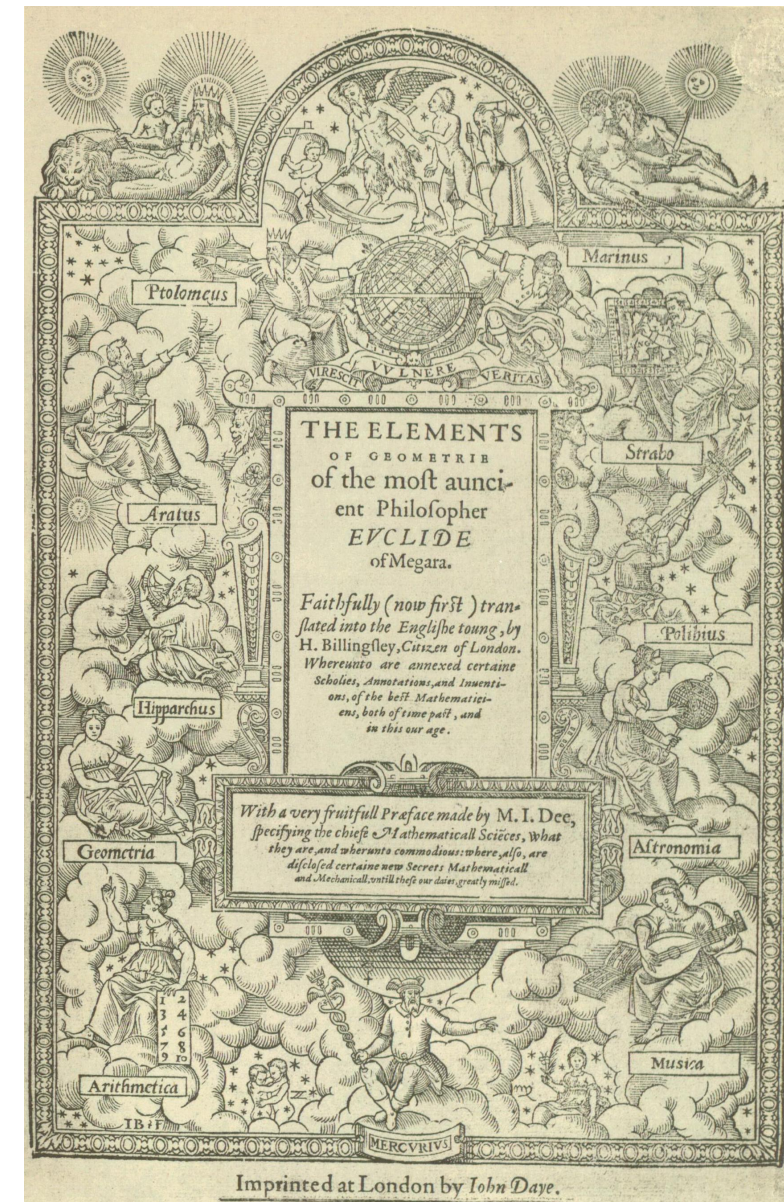 Ptolomeus
Marinus
VIRESCIT VVLNERE VERITAS
Strabo
Aratus
Polibius
Hipparchus
Astronomia
Geometria
Musica
Arithmetica
THE ELEMENTS
OF GEOMETRIE
of the moſt aunci-
ent Philoſopher
EVCLIDE
of Megara.
Faithfully (now first) tran-
ſlated into the Engliſhe toung, by
H. Billingſley, Citizen of London.
Whereunto are annexed certaine
Scholies, Annotations, and Inuenti-
ons, of the beſt Mathematici-
ens, both of time paſt, and
in this our age.
With a very fruitfull Præface made by M. I. Dee,
ſpecifying the chiefe Mathematicall Sciẽces, what
they are, and wherunto commodious: where, alſo, are
diſcloſed certaine new Secrets Mathematicall
and Mechanicall, vntill theſe our daies, greatly miſſed.
1 2
3 4
5 6
7 8
9 10
IB·F
MERCVRIVS
Imprinted at London by Iohn Daye.